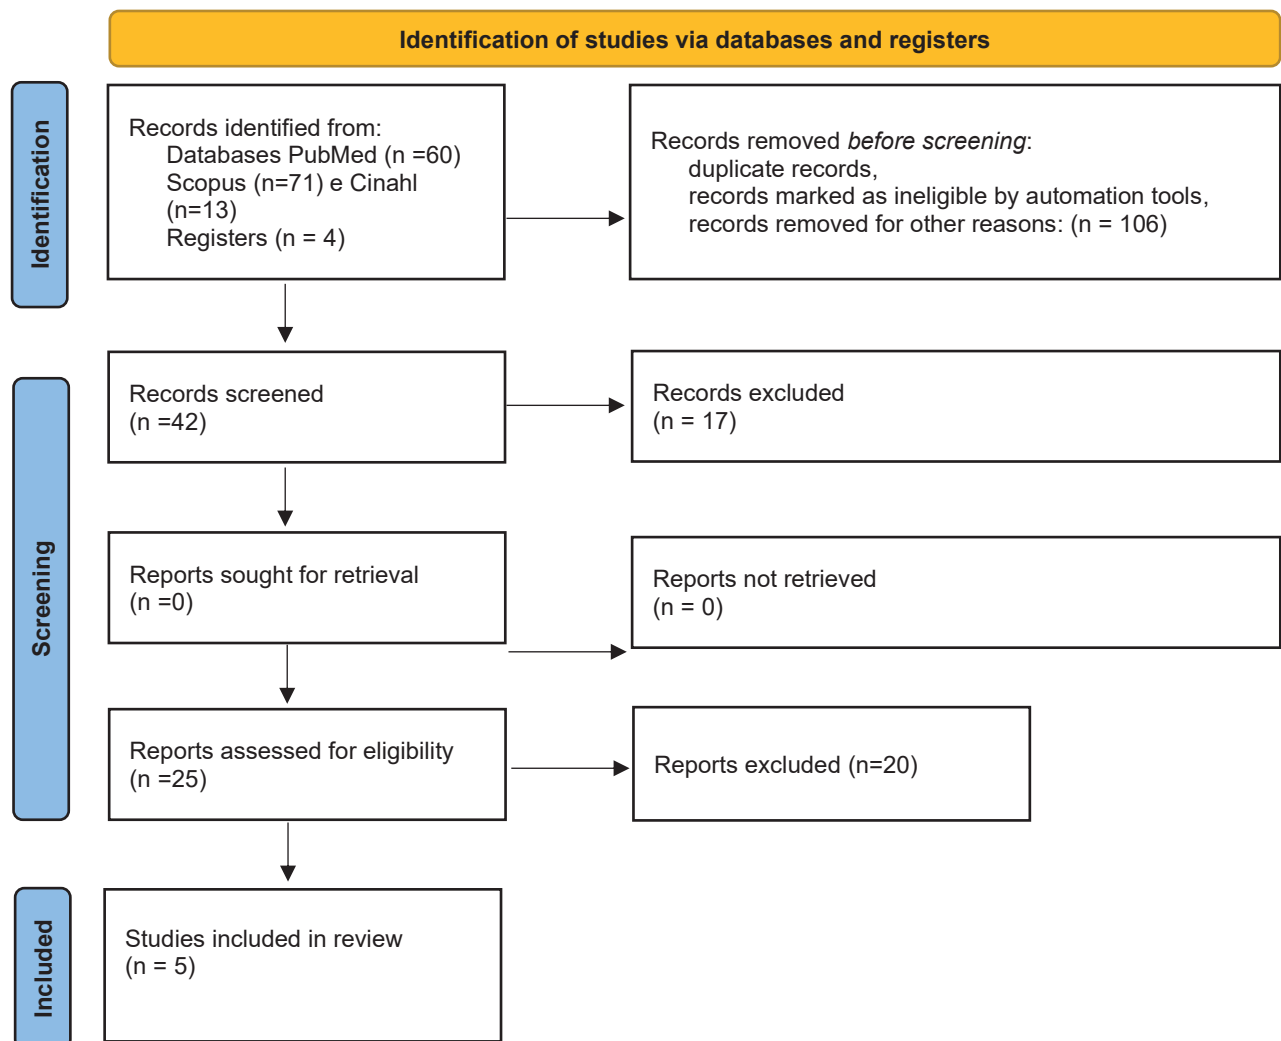 Identification of studies via databases and registers
Identification
Records identified from:
Databases PubMed (n =60)
Scopus (n=71) e Cinahl
(n=13)
Registers (n = 4)
Records removed before screening:
duplicate records,
records marked as ineligible by automation tools,
records removed for other reasons: (n = 106)
Screening
Records screened
(n =42)
Records excluded
(n = 17)
Reports sought for retrieval
(n =0)
Reports not retrieved
(n = 0)
Reports assessed for eligibility
(n =25)
Reports excluded (n=20)
Included
Studies included in review
(n = 5)